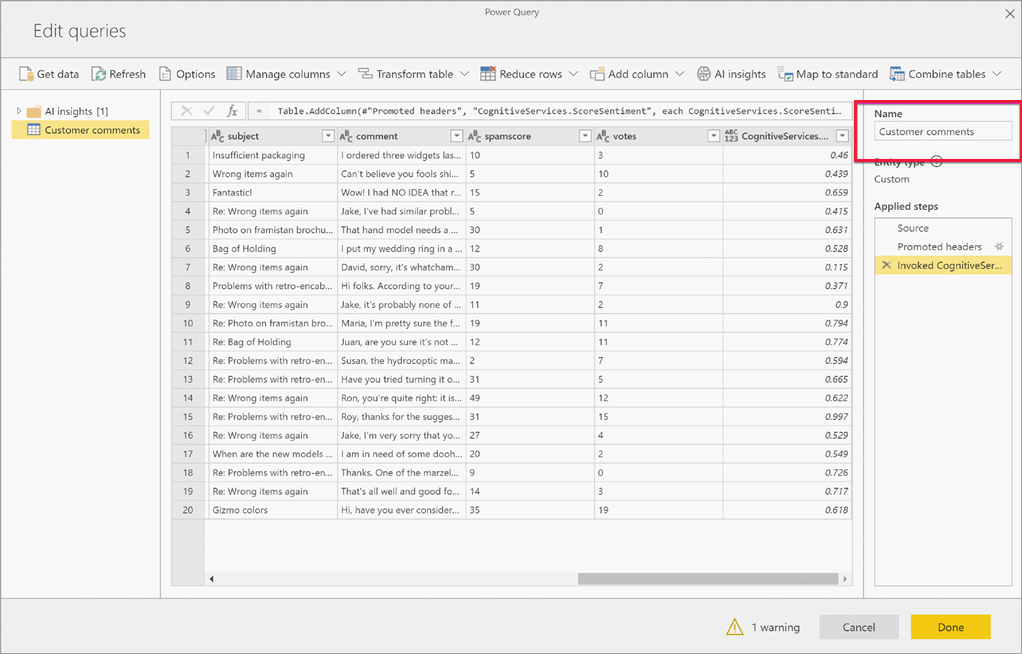 Power Query
Edit queries
Get data Refresh Options Manage columns Transform table Reduce rows Add column AI insights Map to standard Combine tables
AI insights [1]
Customer comments
fx = Table.AddColumn(#"Promoted headers", "CognitiveServices.ScoreSentiment", each CognitiveServices.ScoreSenti...
ABC subject ABC comment ABC spamscore ABC votes ABC 123 CognitiveServices....
1 Insufficient packaging I ordered three widgets las... 10 3 0.46
2 Wrong items again Can't believe you fools shi... 5 10 0.439
3 Fantastic! Wow! I had NO IDEA that r... 15 2 0.659
4 Re: Wrong items again Jake, I've had similar probl... 5 0 0.415
5 Photo on framistan brochu... That hand model needs a ... 30 1 0.631
6 Bag of Holding I put my wedding ring in a ... 12 8 0.528
7 Re: Wrong items again David, sorry, it's whatcham... 30 2 0.115
8 Problems with retro-encab... Hi folks. According to your... 19 7 0.371
9 Re: Wrong items again Jake, it's probably none of ... 11 2 0.9
10 Re: Photo on framistan bro... Maria, I'm pretty sure the f... 19 11 0.794
11 Re: Bag of Holding Juan, are you sure it's not ... 12 11 0.774
12 Re: Problems with retro-en... Susan, the hydrocoptic ma... 2 7 0.594
13 Re: Problems with retro-en... Have you tried turning it o... 31 5 0.665
14 Re: Wrong items again Ron, you're quite right: it is... 49 12 0.622
15 Re: Problems with retro-en... Roy, thanks for the sugges... 31 15 0.997
16 Re: Wrong items again Jake, I'm very sorry that yo... 27 4 0.529
17 When are the new models ... I am in need of some dooh... 20 2 0.549
18 Re: Problems with retro-en... Thanks. One of the marzel... 9 0 0.726
19 Re: Wrong items again That's all well and good fo... 14 3 0.717
20 Gizmo colors Hi, have you ever consider... 35 19 0.618
Name
Customer comments
Entity type
Custom
Applied steps
Source
Promoted headers
Invoked CognitiveSer...
1 warning Cancel Done